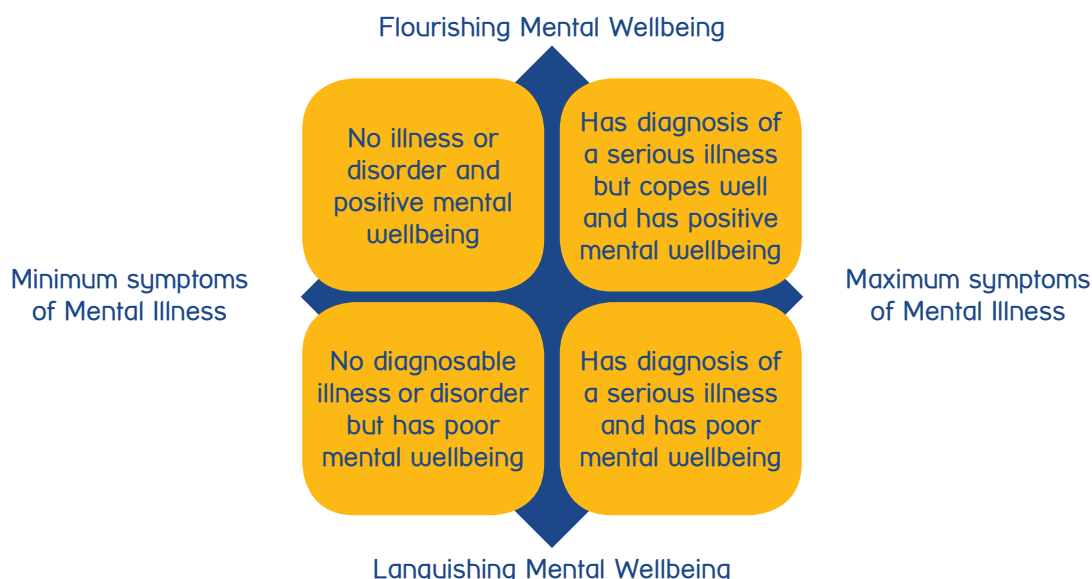 Flourishing Mental Wellbeing
No illness or
disorder and
positive mental
wellbeing
Has diagnosis of
a serious illness
but copes well
and has positive
mental wellbeing
Minimum symptoms
of Mental Illness
Maximum symptoms
of Mental Illness
No diagnosable
illness or disorder
but has poor
mental wellbeing
Has diagnosis of
a serious illness
and has poor
mental wellbeing
Languishing Mental Wellbeing